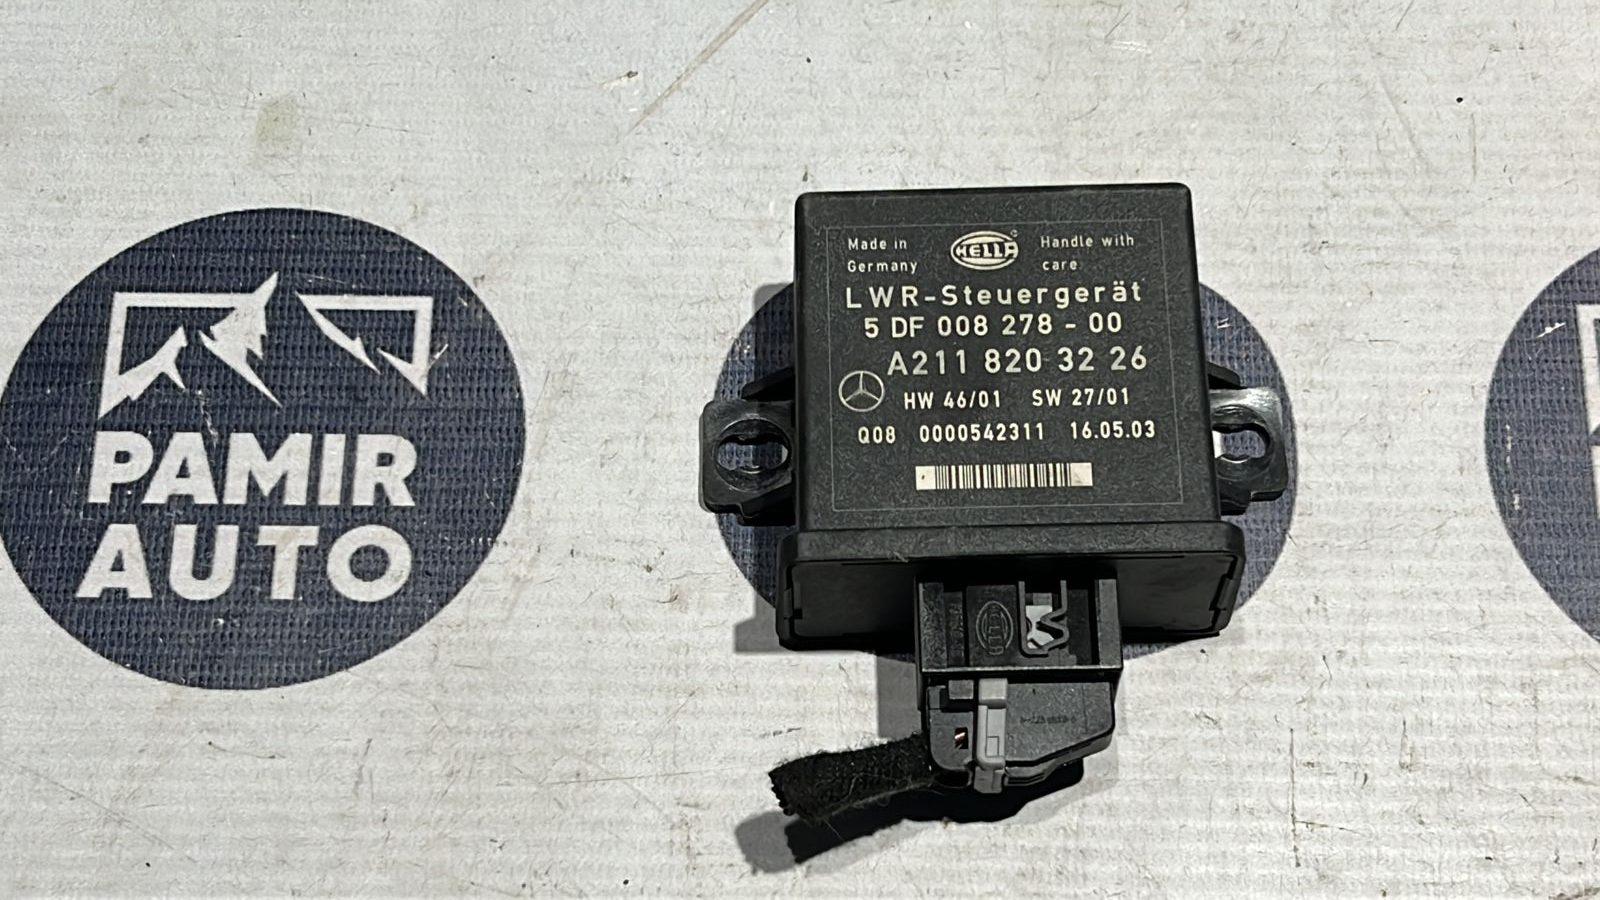 PAMIR
AUTO
Made in
Germany
HELLA
Handle with
care
LWR-Steuergerät
5 DF 008 278 - 00
A211 820 32 26
HW 46/01 SW 27/01
Q08 0000542311 16.05.03
HELLA